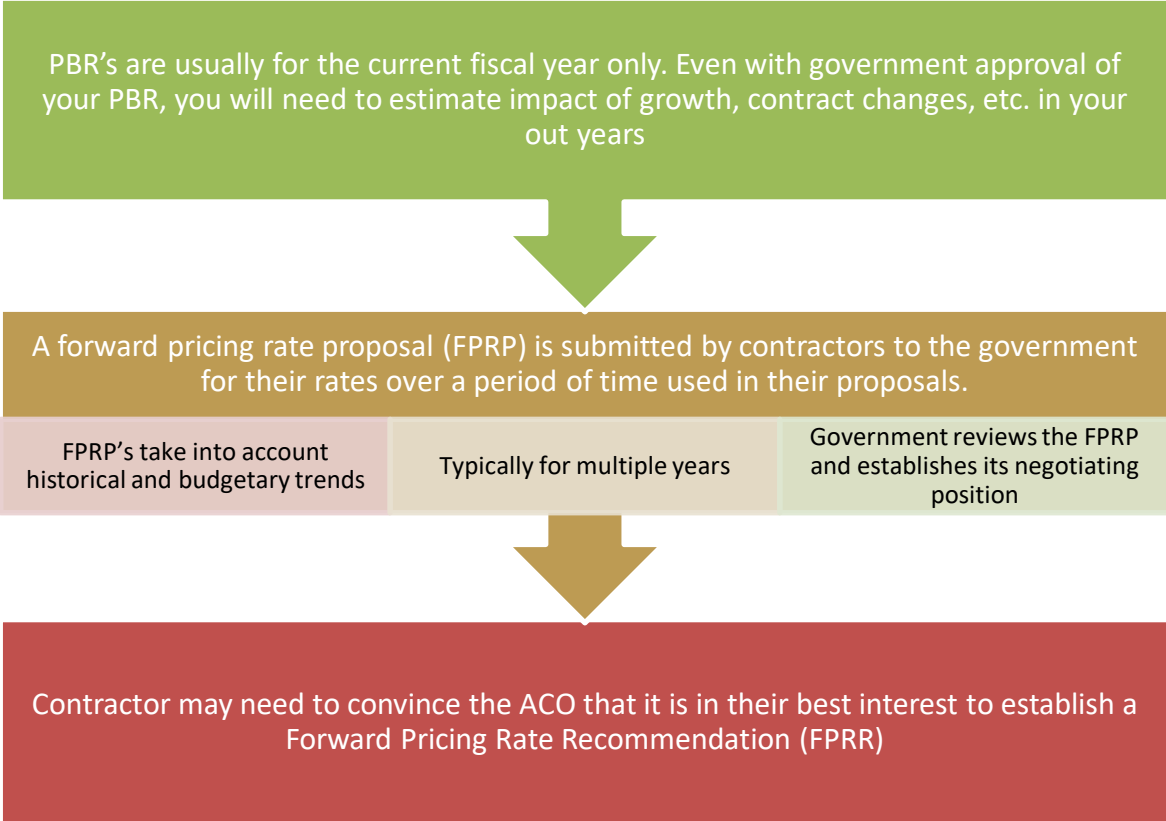 PBR’s are usually for the current fiscal year only. Even with government approval of
your PBR, you will need to estimate impact of growth, contract changes, etc. in your
out years
A forward pricing rate proposal (FPRP) is submitted by contractors to the government
for their rates over a period of time used in their proposals.
FPRP’s take into account
historical and budgetary trends
Typically for multiple years
Government reviews the FPRP
and establishes its negotiating
position
Contractor may need to convince the ACO that it is in their best interest to establish a
Forward Pricing Rate Recommendation (FPRR)